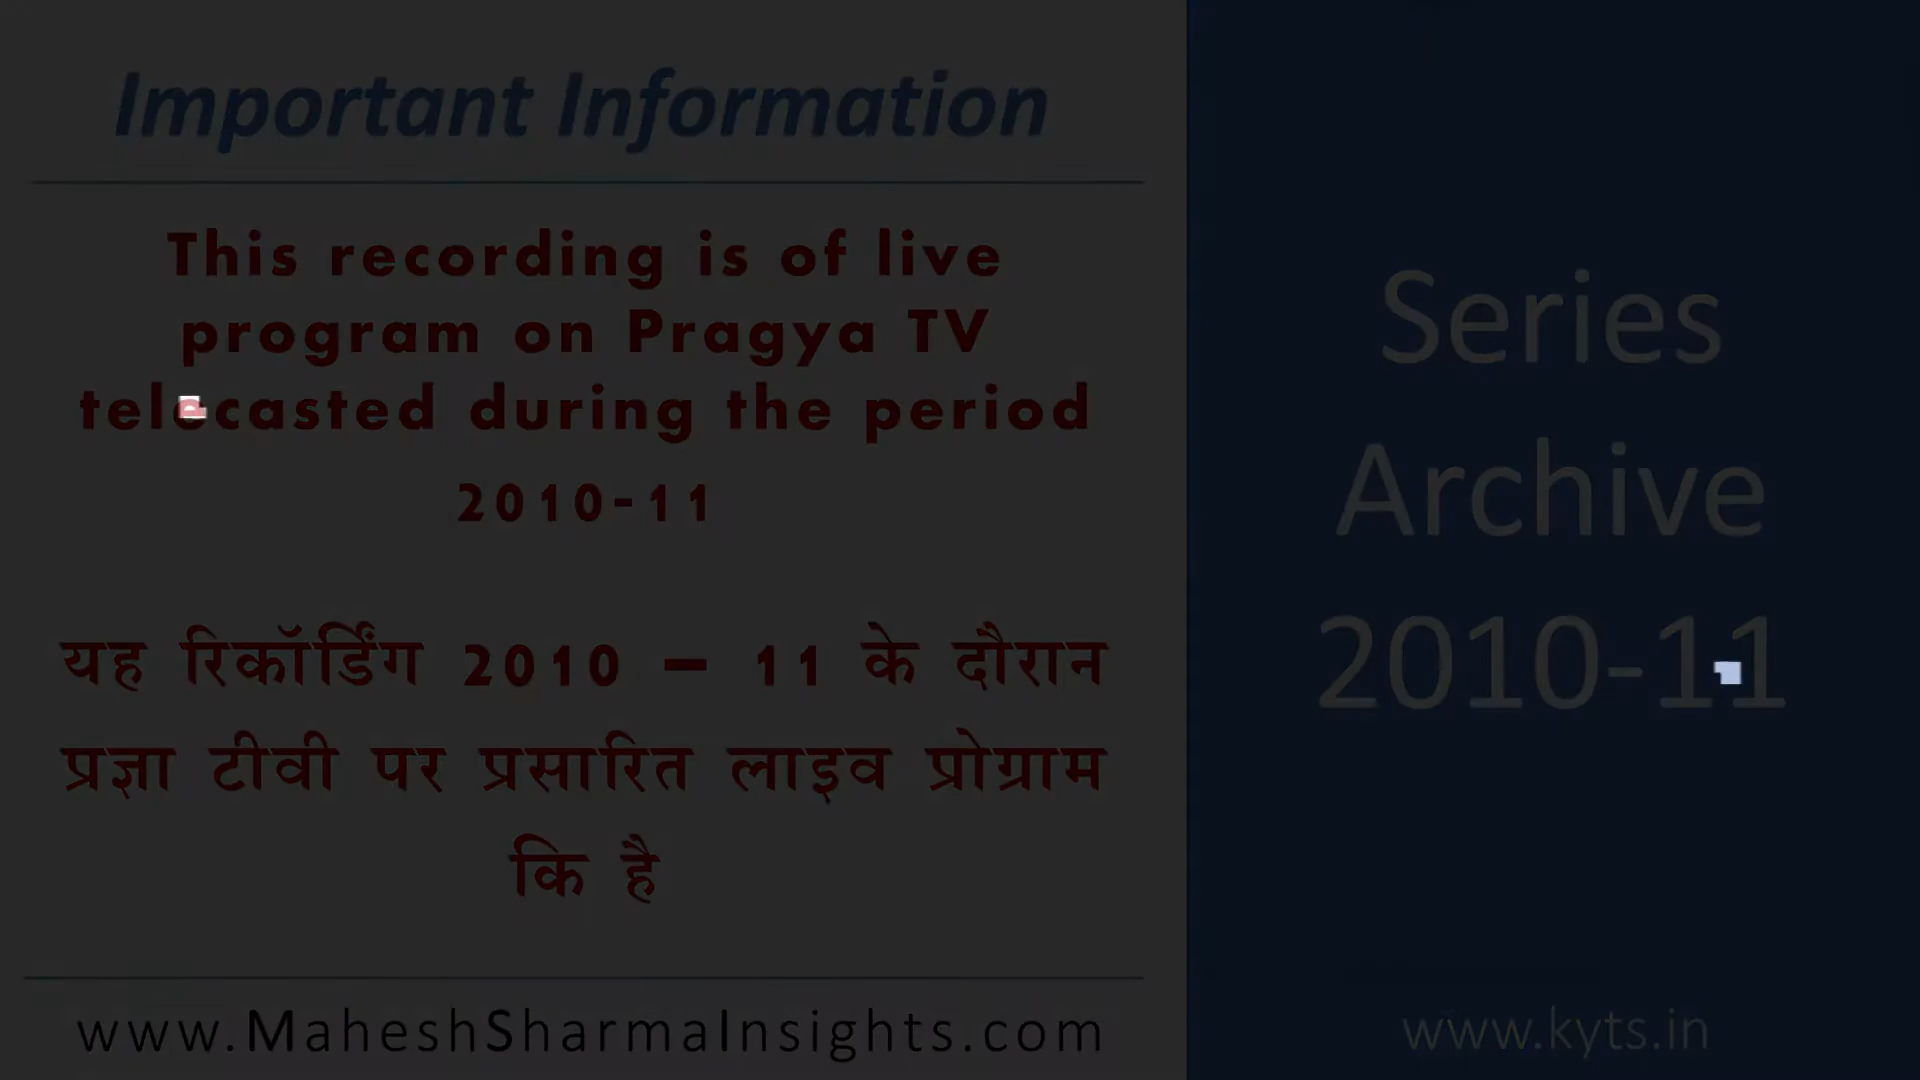 Important Information
This recording is of live
program on Pragya TV
telecasted during the period
2010-11
यह रिकॉर्डिंग 2010 – 11 के दौरान
प्रज्ञा टीवी पर प्रसारित लाइव प्रोग्राम
कि है
www.MaheshSharmaInsights.com
Series
Archive
2010-11
www.kyts.in